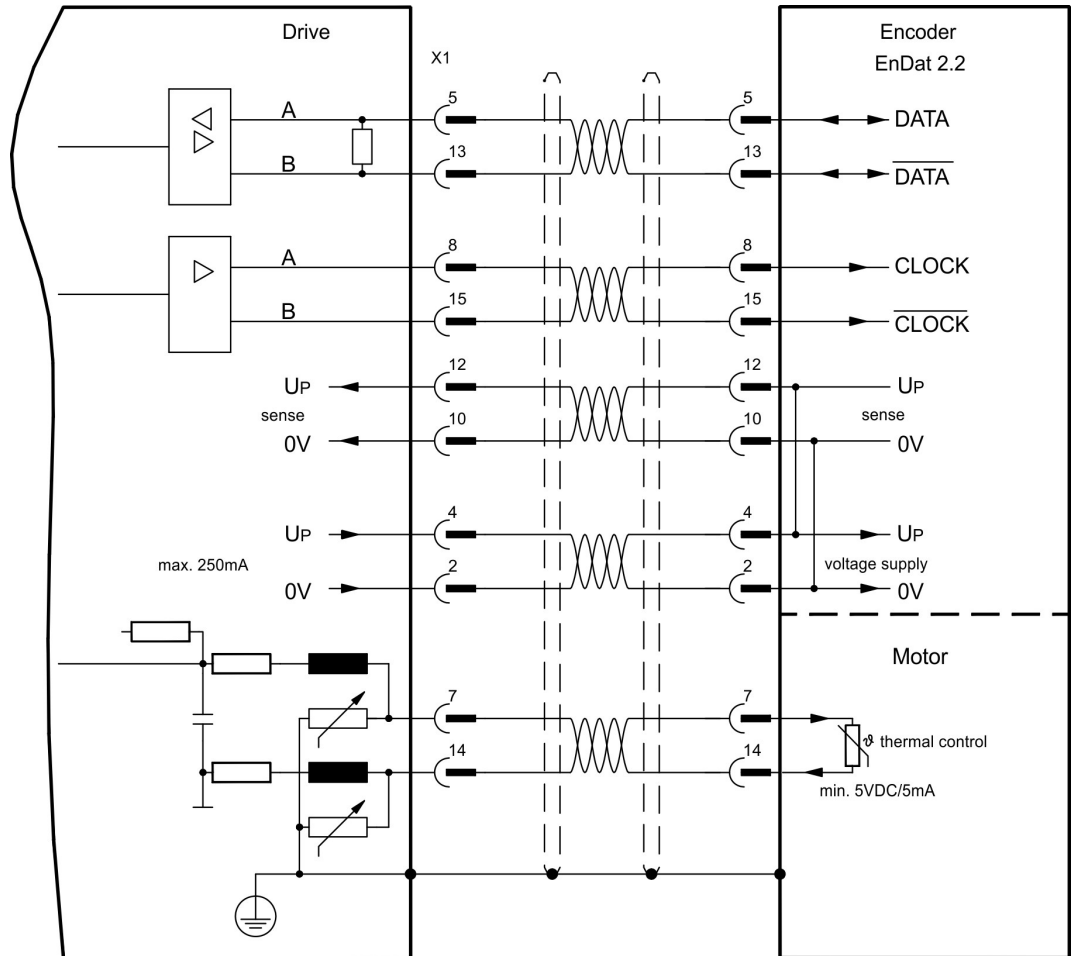 Drive
X1
Encoder
EnDat 2.2
A 5 5 DATA
B 13 13 DATA
A 8 8 CLOCK
B 15 15 CLOCK
UP 12 12 UP
sense sense
0V 10 10 0V
UP 4 4 UP
max. 250mA voltage supply
0V 2 2 0V
Motor
7 7
14 14 ϑ thermal control
min. 5VDC/5mA